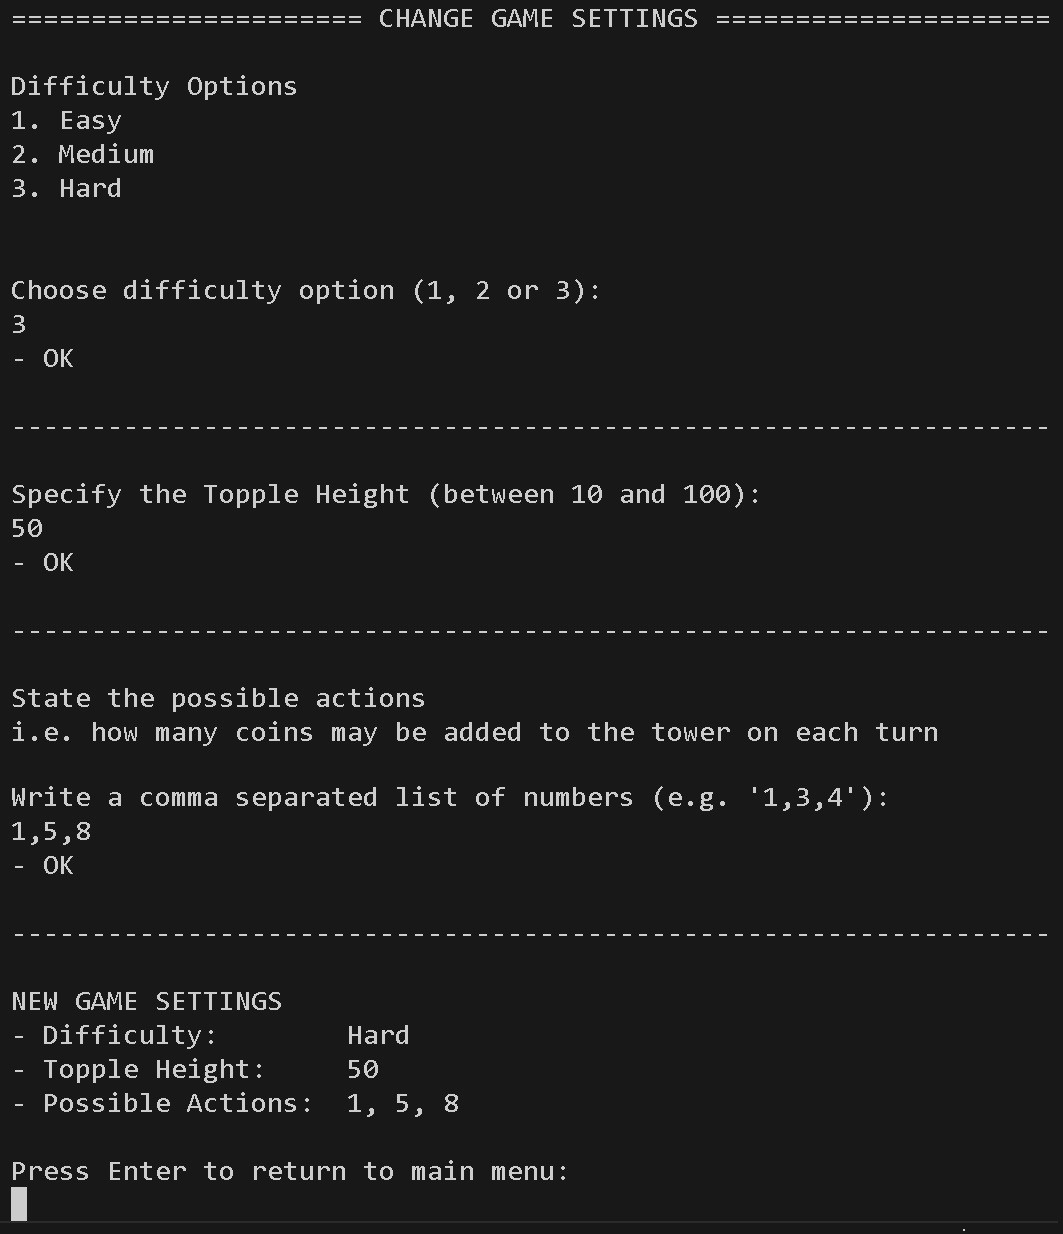 ====================== CHANGE GAME SETTINGS =====================
Difficulty Options
1. Easy
2. Medium
3. Hard
Choose difficulty option (1, 2 or 3):
3
- OK
-----------------------------------------------------------------
Specify the Topple Height (between 10 and 100):
50
- OK
-----------------------------------------------------------------
State the possible actions
i.e. how many coins may be added to the tower on each turn
Write a comma separated list of numbers (e.g. '1,3,4'):
1,5,8
- OK
-----------------------------------------------------------------
NEW GAME SETTINGS
- Difficulty:        Hard
- Topple Height:     50
- Possible Actions:  1, 5, 8
Press Enter to return to main menu: